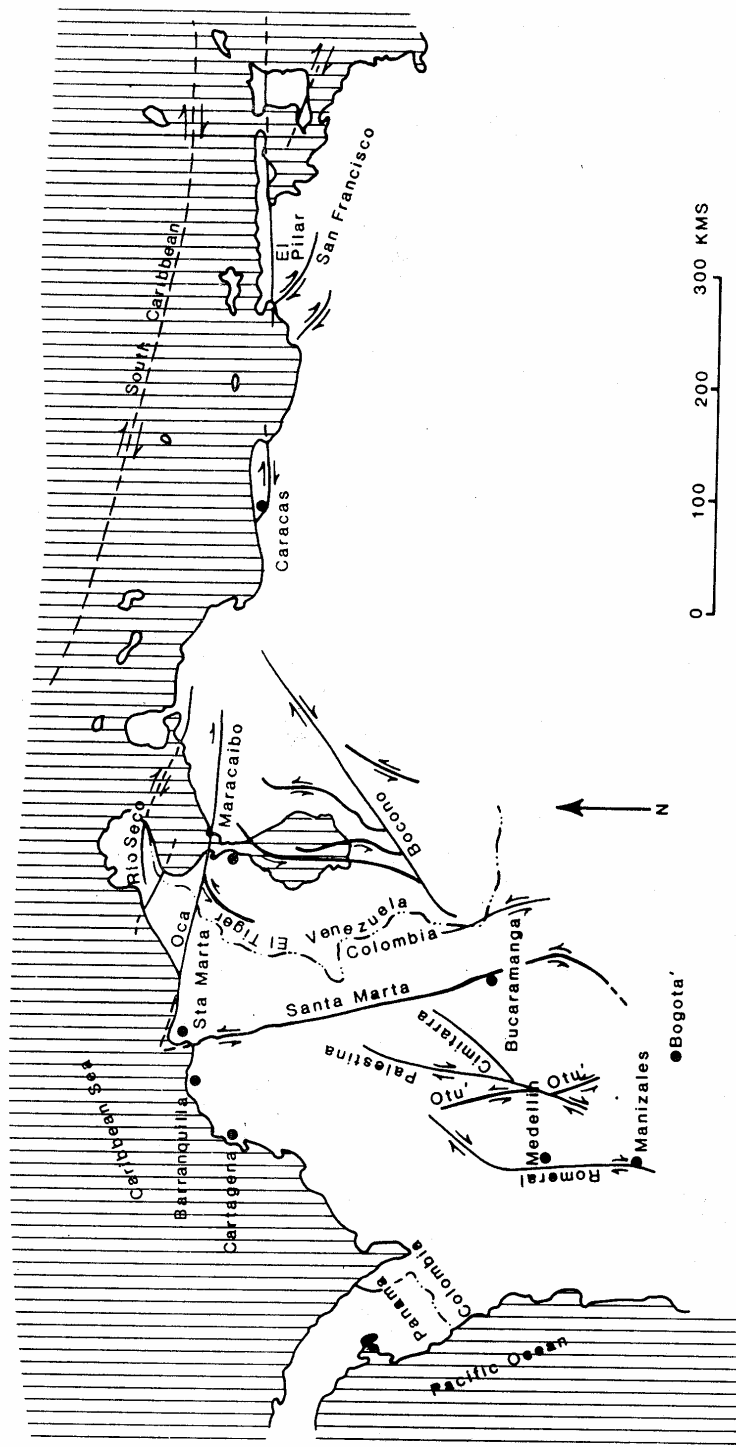 South Caribbean
El
Pilar
San Francisco
Caracas
300 KMS
200
100
0
Rio Seco
Maracaibo
Oca
El Tiger
Bocono
Venezuela
Colombia
N
Sta Marta
Santa Marta
Bucaramanga
Cimitarra
Palestina
Otu'
Otu'
Medellin
Manizales
Bogota'
Romeral
Caribbean Sea
Barranquilla
Cartagena
Panama
Colombia
Pacific Ocean